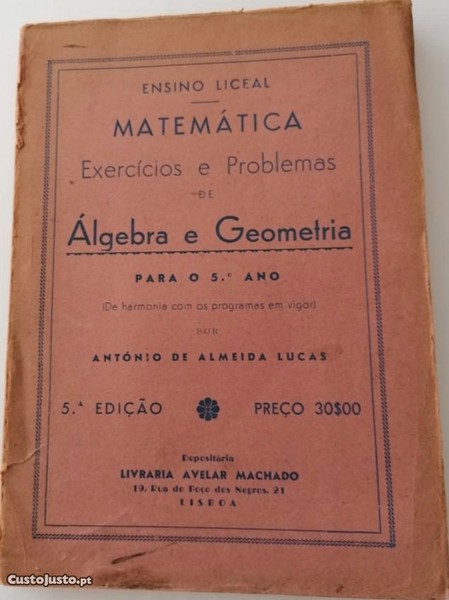 ENSINO LICEAL
MATEMÁTICA
Exercícios e Problemas
DE
Álgebra e Geometria
PARA O 5.º ANO
(De harmonia com os programas em vigor)
POR
ANTÓNIO DE ALMEIDA LUCAS
5.ª EDIÇÃO PREÇO 30$00
Depositária
LIVRARIA AVELAR MACHADO
19, Rua do Poço dos Negros, 21
LISBOA
CustoJusto.pt